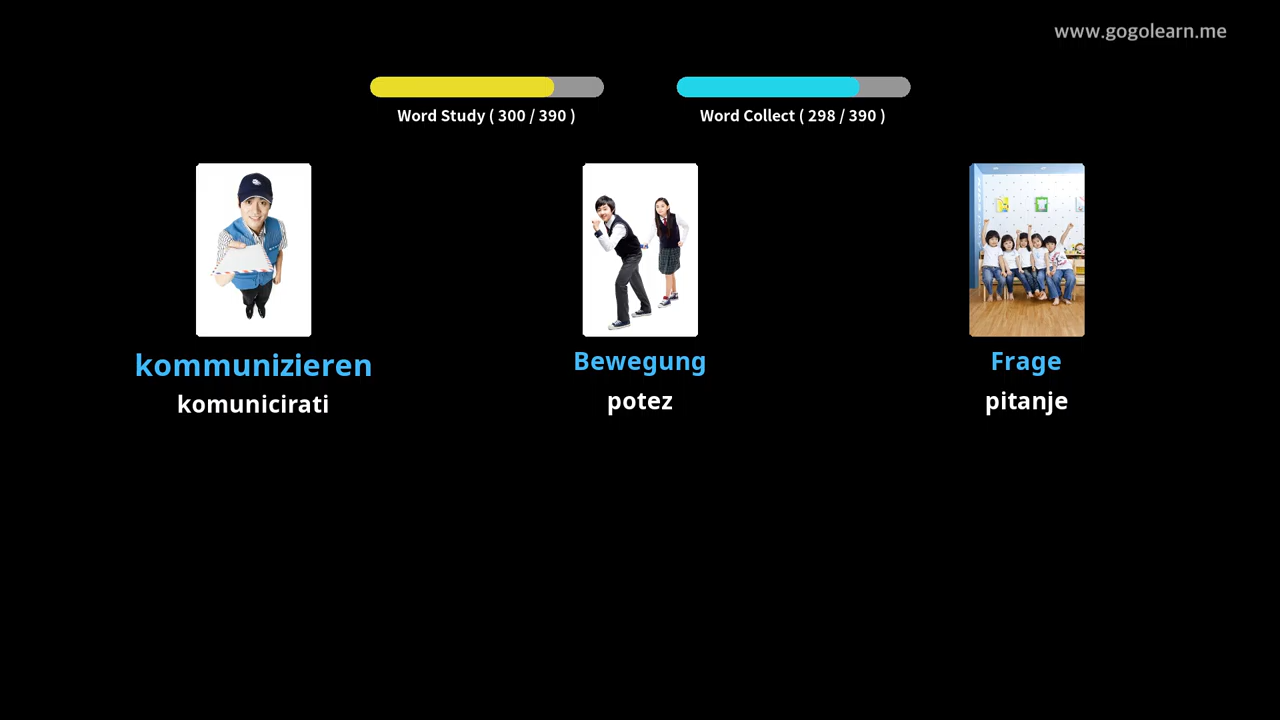 www.gogolearn.me
Word Study ( 300 / 390 )
Word Collect ( 298 / 390 )
kommunizieren
komunicirati
Bewegung
potez
Frage
pitanje